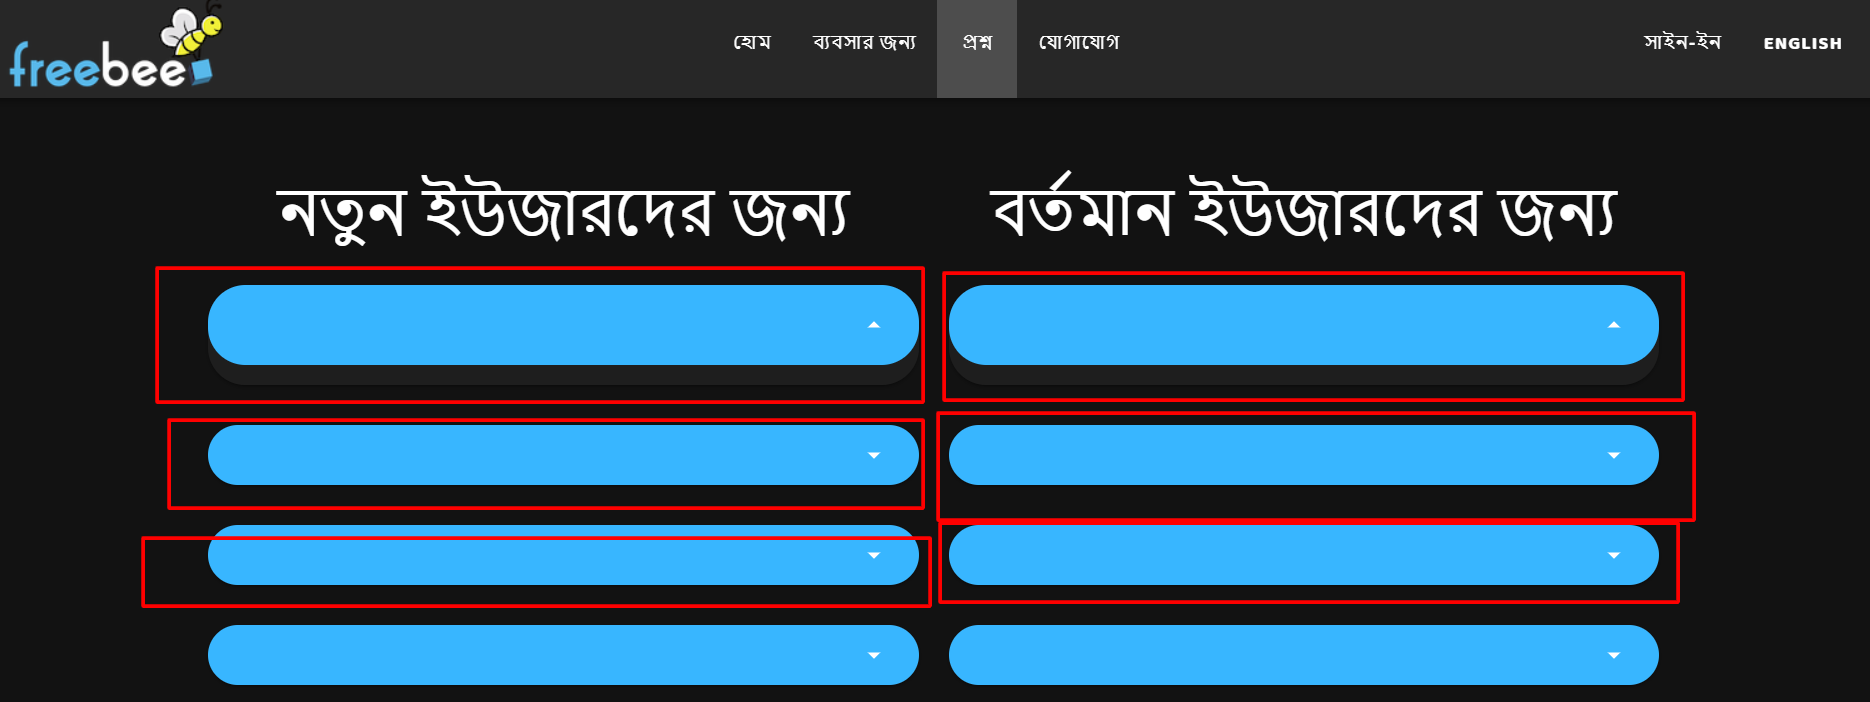 freebee
হোম
ব্যবসার জন্য
প্রশ্ন
যোগাযোগ
সাইন-ইন
ENGLISH
নতুন ইউজারদের জন্য
বর্তমান ইউজারদের জন্য